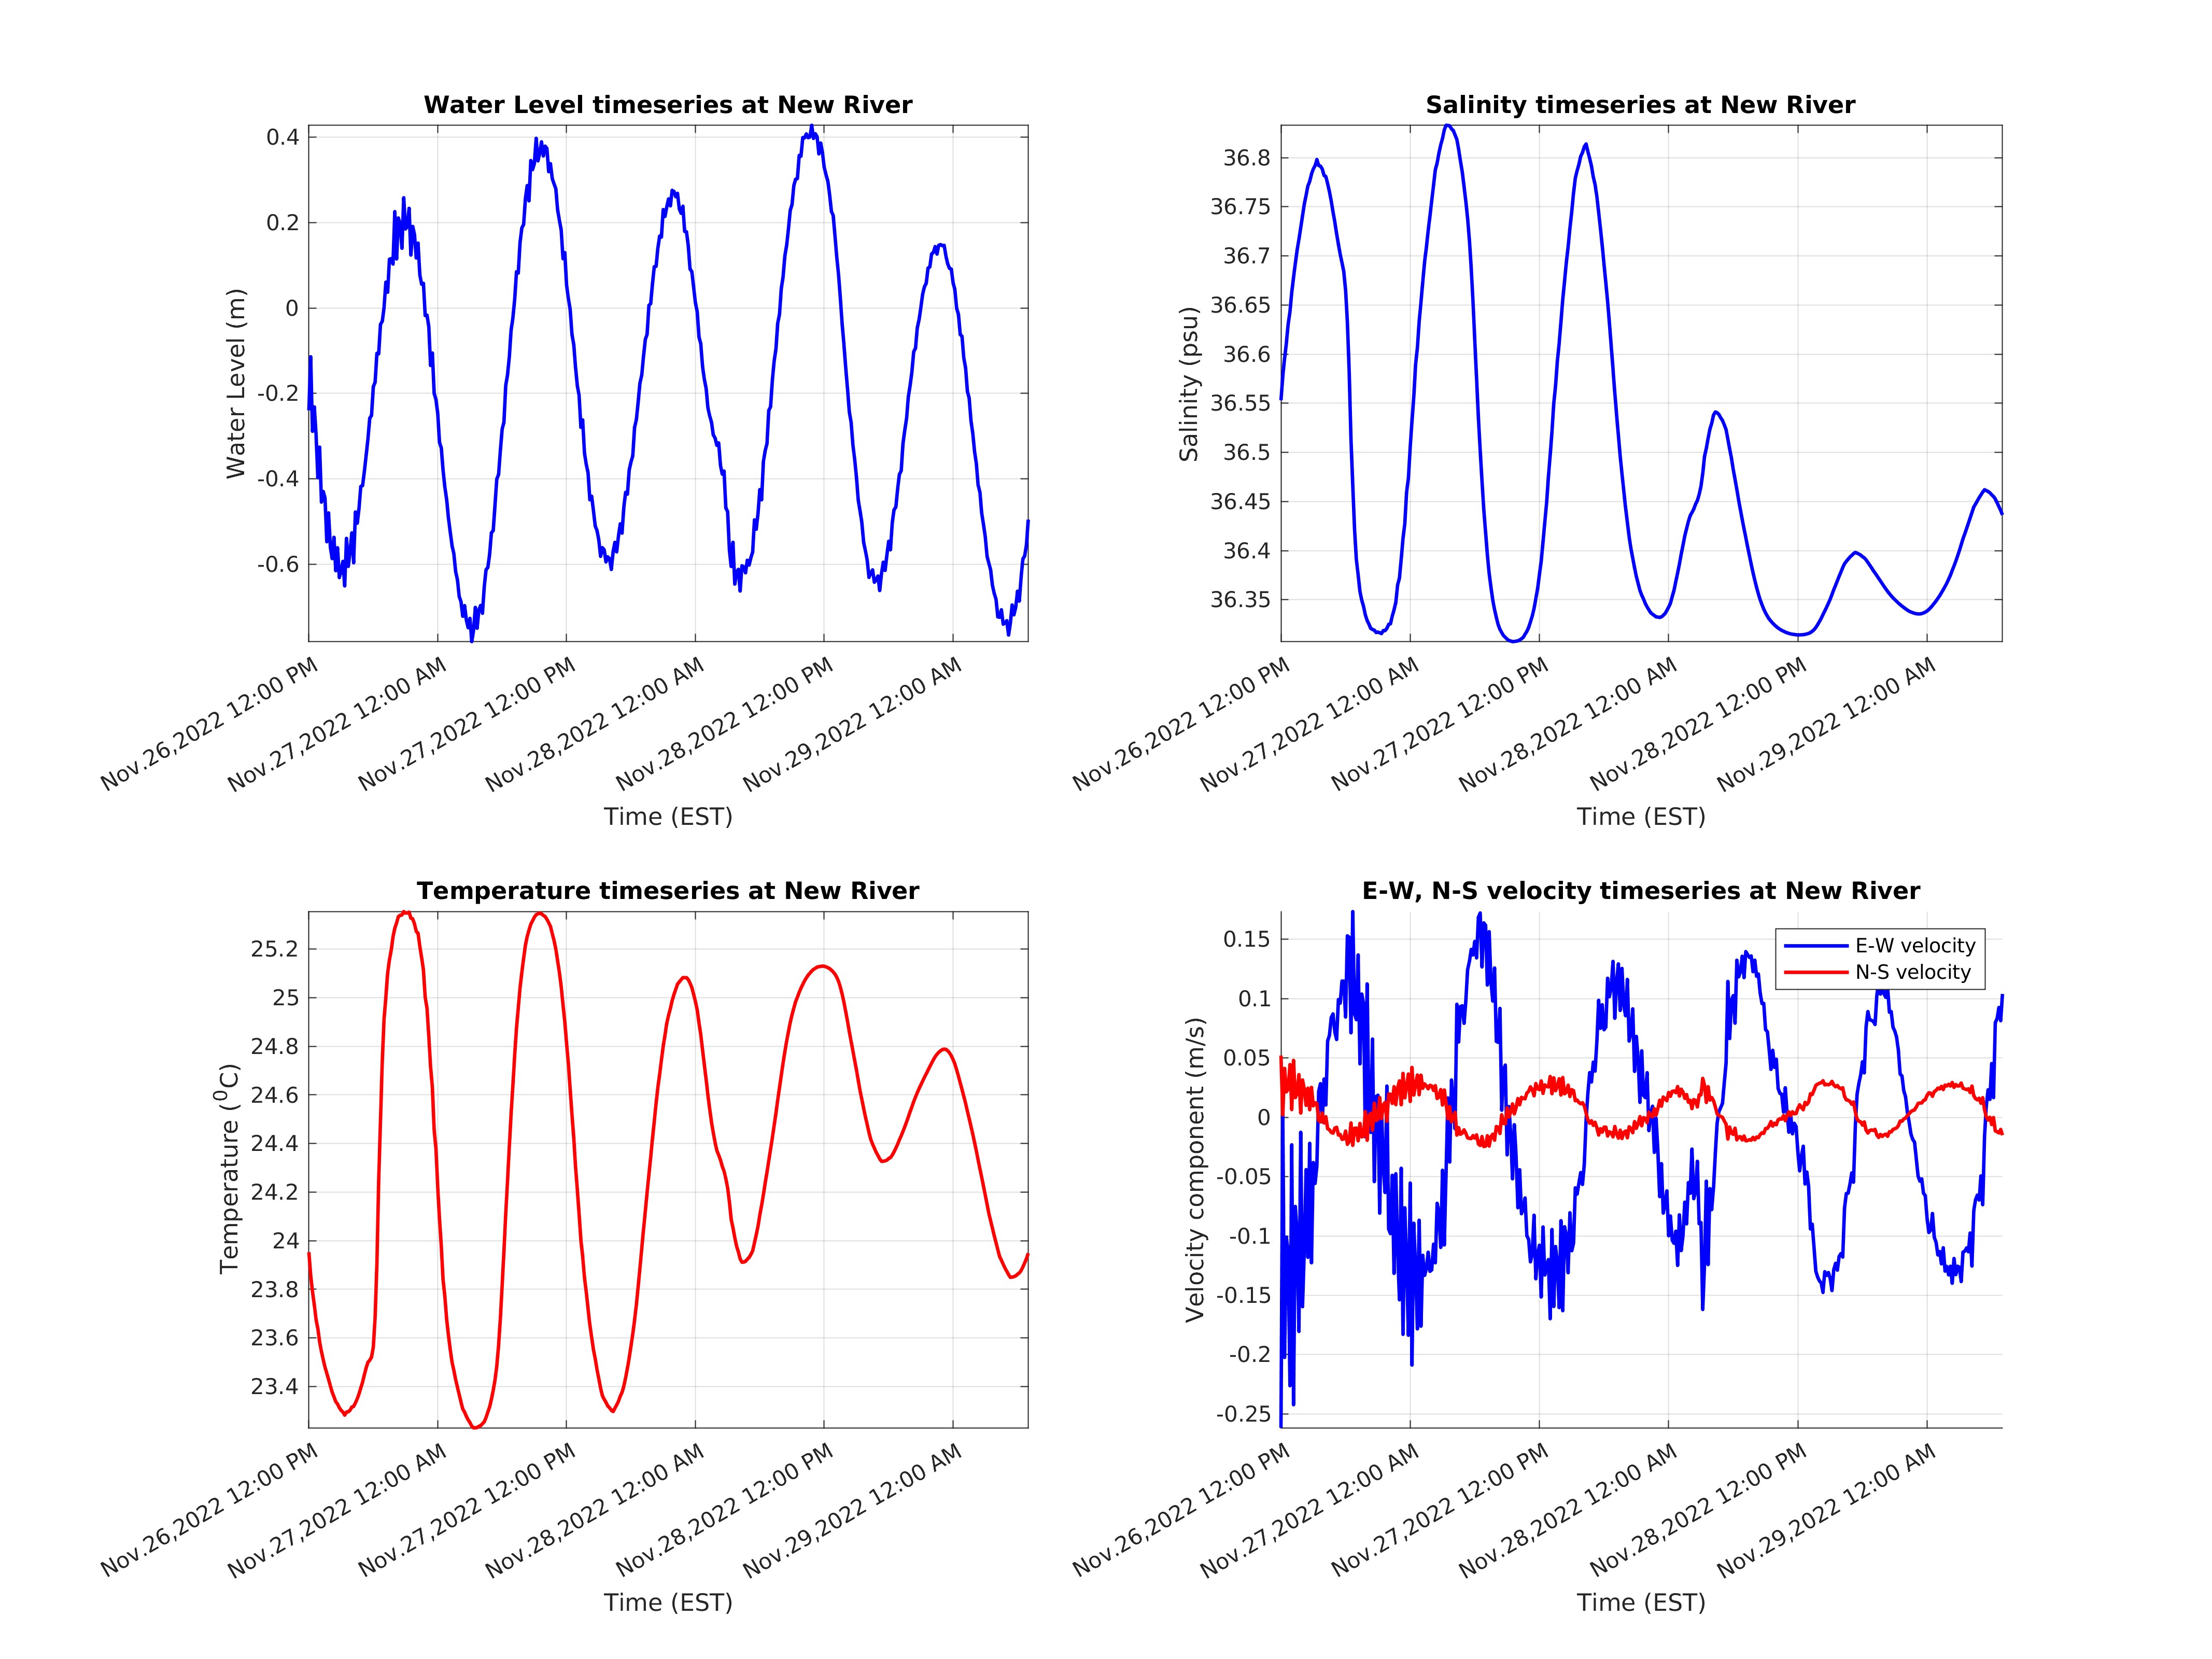 Water Level timeseries at New River
0.4
0.2
0
-0.2
-0.4
-0.6
Water Level (m)
Nov.26,2022 12:00 PM
Nov.27,2022 12:00 AM
Nov.27,2022 12:00 PM
Nov.28,2022 12:00 AM
Nov.28,2022 12:00 PM
Nov.29,2022 12:00 AM
Time (EST)
Salinity timeseries at New River
36.8
36.75
36.7
36.65
36.6
36.55
36.5
36.45
36.4
36.35
Salinity (psu)
Nov.26,2022 12:00 PM
Nov.27,2022 12:00 AM
Nov.27,2022 12:00 PM
Nov.28,2022 12:00 AM
Nov.28,2022 12:00 PM
Nov.29,2022 12:00 AM
Time (EST)
Temperature timeseries at New River
25.2
25
24.8
24.6
24.4
24.2
24
23.8
23.6
23.4
Temperature (⁰C)
Nov.26,2022 12:00 PM
Nov.27,2022 12:00 AM
Nov.27,2022 12:00 PM
Nov.28,2022 12:00 AM
Nov.28,2022 12:00 PM
Nov.29,2022 12:00 AM
Time (EST)
E-W, N-S velocity timeseries at New River
0.15
0.1
0.05
0
-0.05
-0.1
-0.15
-0.2
-0.25
Velocity component (m/s)
E-W velocity
N-S velocity
Nov.26,2022 12:00 PM
Nov.27,2022 12:00 AM
Nov.27,2022 12:00 PM
Nov.28,2022 12:00 AM
Nov.28,2022 12:00 PM
Nov.29,2022 12:00 AM
Time (EST)